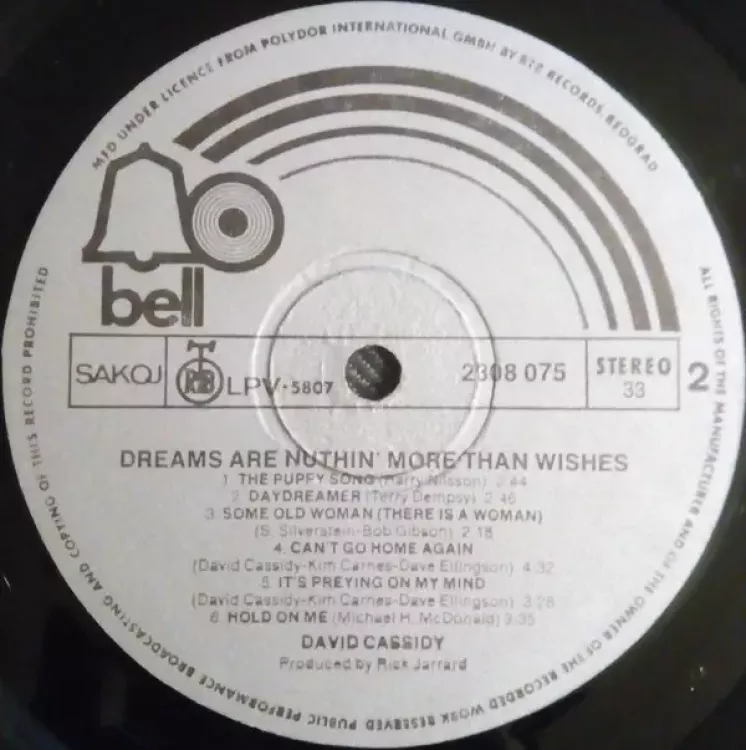 MFD UNDER LICENCE FROM POLYDOR INTERNATIONAL GMBH BY RTB RECORDS, BEOGRAD
bell
SAKOJ
RB
LPV-5807
2308 075
STEREO
33
2
DREAMS ARE NUTHIN' MORE THAN WISHES
1. THE PUPPY SONG (Harry Nilsson) 2:44
2. DAYDREAMER (Terry Dempsy) 2:46
3. SOME OLD WOMAN (THERE IS A WOMAN)
(S. Silverstein-Bob Gibson) 2:18
4. CAN'T GO HOME AGAIN
(David Cassidy-Kim Carnes-Dave Ellingson) 4:32
5. IT'S PREYING ON MY MIND
(David Cassidy-Kim Carnes-Dave Ellingson) 3:28
6. HOLD ON ME (Michael H. McDonald) 3:35
DAVID CASSIDY
Produced by Rick Jarrard
ALL RIGHTS OF THE MANUFACTURER AND OF THE OWNER OF THE RECORDED WORK RESERVED PUBLIC PERFORMANCE BROADCASTING AND COPYING OF THIS RECORD PROHIBITED